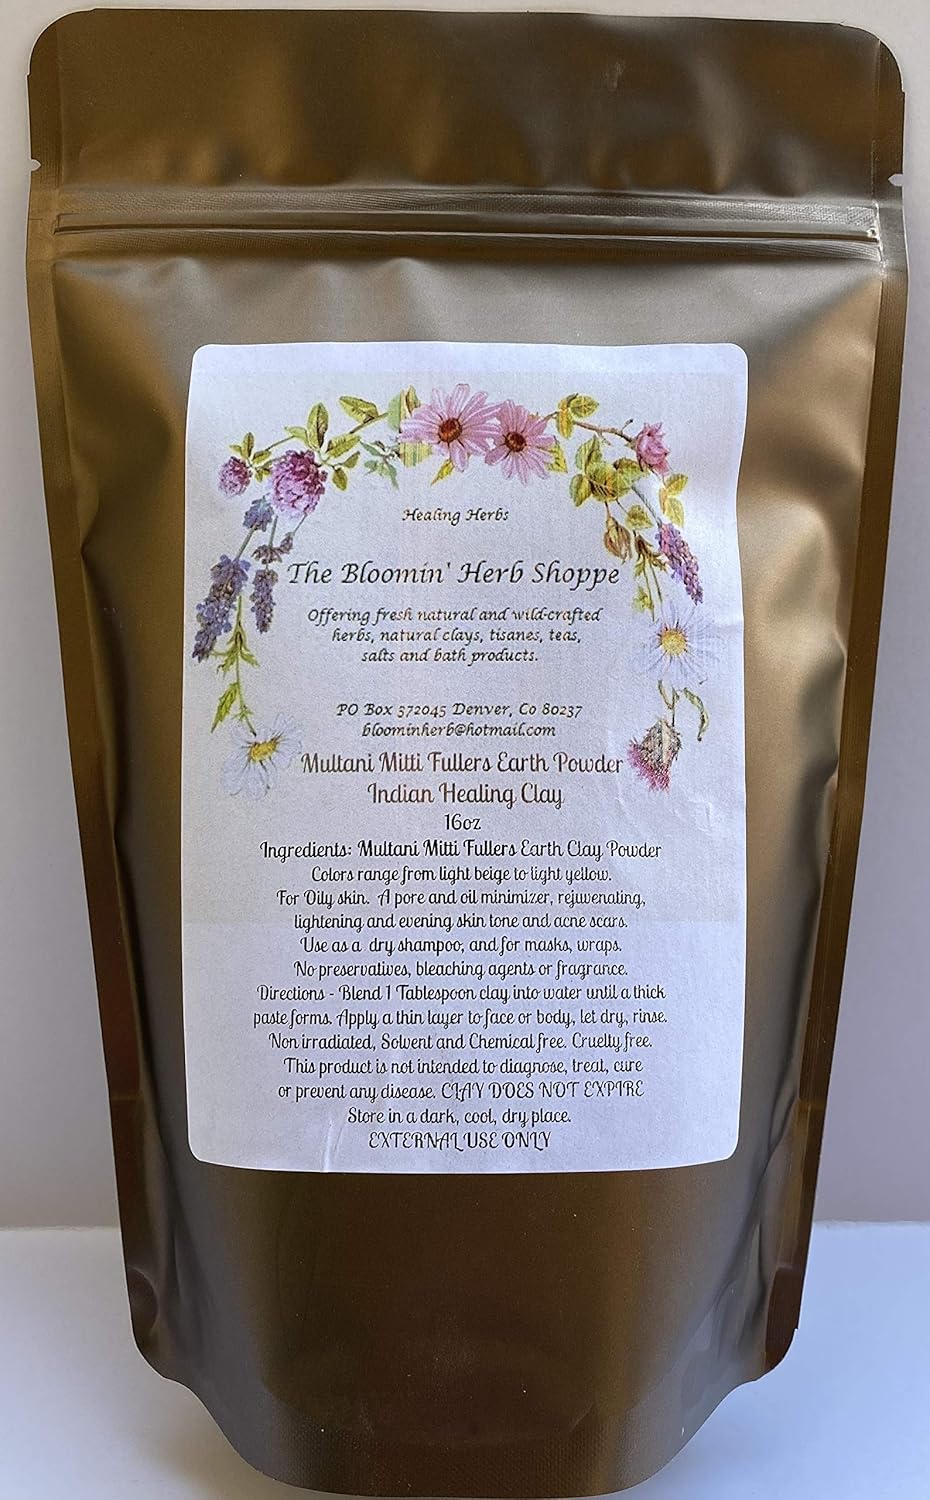 Healing Herbs
The Bloomin' Herb Shoppe
Offering fresh natural and wild-crafted
herbs, natural clays, tisanes, teas,
salts and bath products.
PO Box 372045 Denver, Co 80237
bloominherb@hotmail.com
Multani Mitti Fullers Earth Powder
Indian Healing Clay
16oz
Ingredients: Multani Mitti Fullers Earth Clay Powder
Colors range from light beige to light yellow.
For Oily skin. A pore and oil minimizer, rejuvenating,
lightening and evening skin tone and acne scars.
Use as a dry shampoo, and for masks, wraps.
No preservatives, bleaching agents or fragrance.
Directions - Blend 1 Tablespoon clay into water until a thick
paste forms. Apply a thin layer to face or body, let dry, rinse.
Non irradiated, Solvent and Chemical free. Cruelty free.
This product is not intended to diagnose, treat, cure
or prevent any disease. CLAY DOES NOT EXPIRE
Store in a dark, cool, dry place.
EXTERNAL USE ONLY